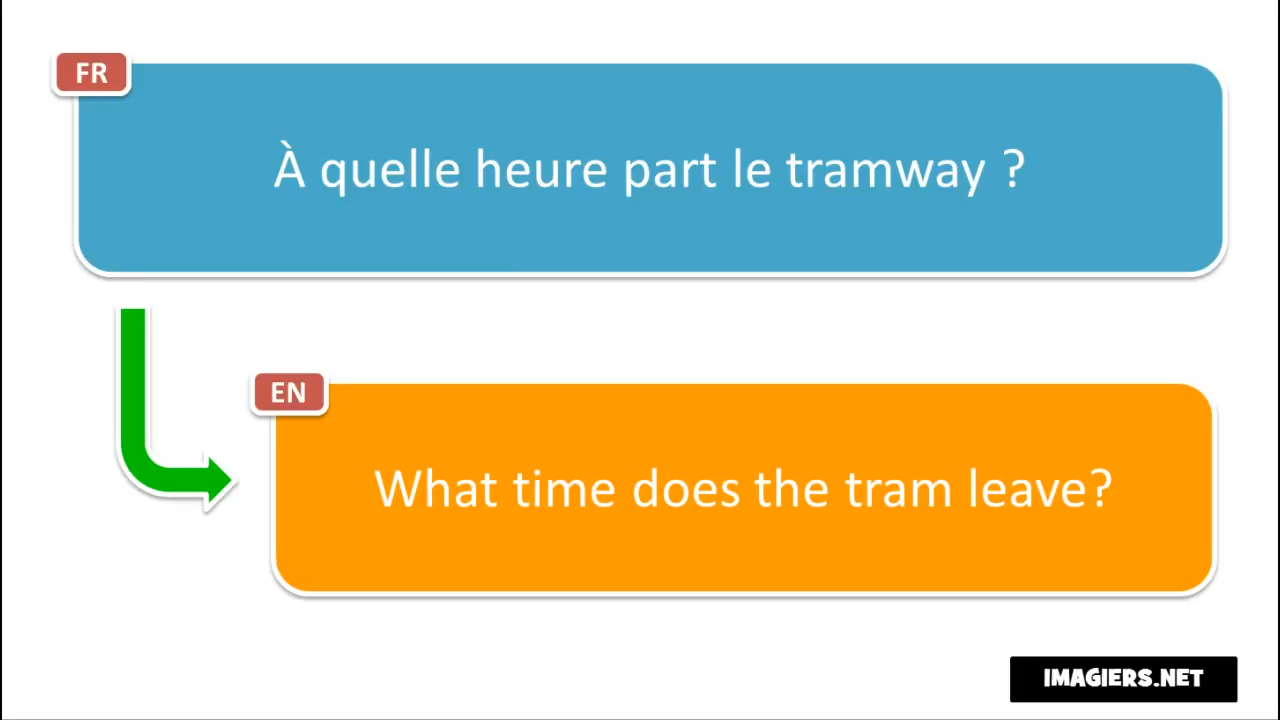 FR
À quelle heure part le tramway ?
EN
What time does the tram leave?
IMAGIERS.NET